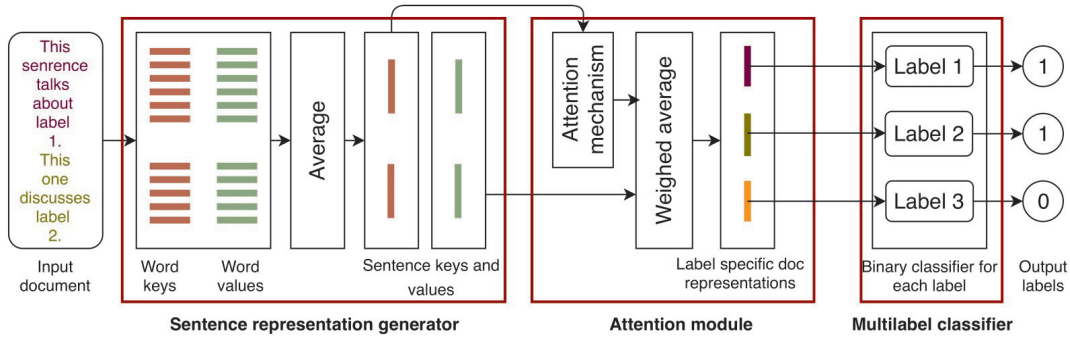 This
senrence
talks
about
label
1.
This
one
discusses
label
2.
Input
document
Word
keys
Word
values
Average
Sentence keys and
values
Sentence representation generator
Attention
mechanism
Weighed average
Label specific doc
representations
Attention module
Label 1
Label 2
Label 3
Binary classifier for
each label
Multilabel classifier
1
1
0
Output
labels